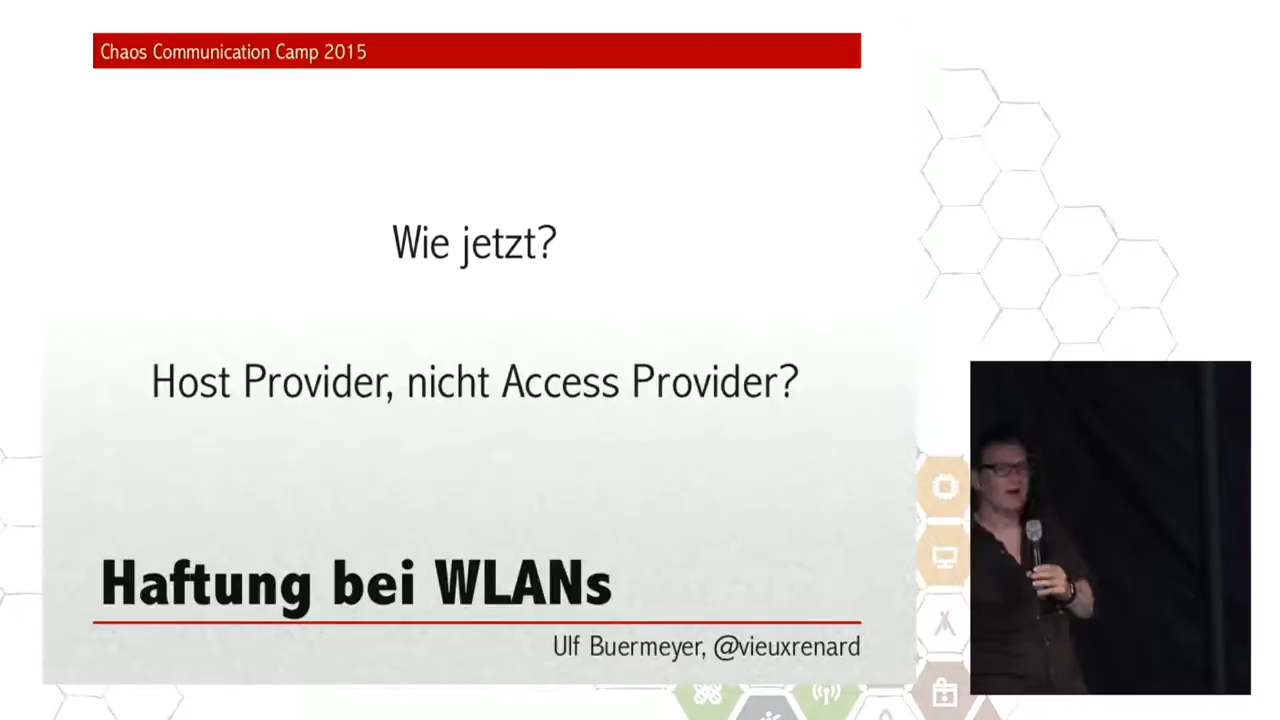 Chaos Communication Camp 2015
Wie jetzt?
Host Provider, nicht Access Provider?
Haftung bei WLANs
Ulf Buermeyer, @vieuxrenard